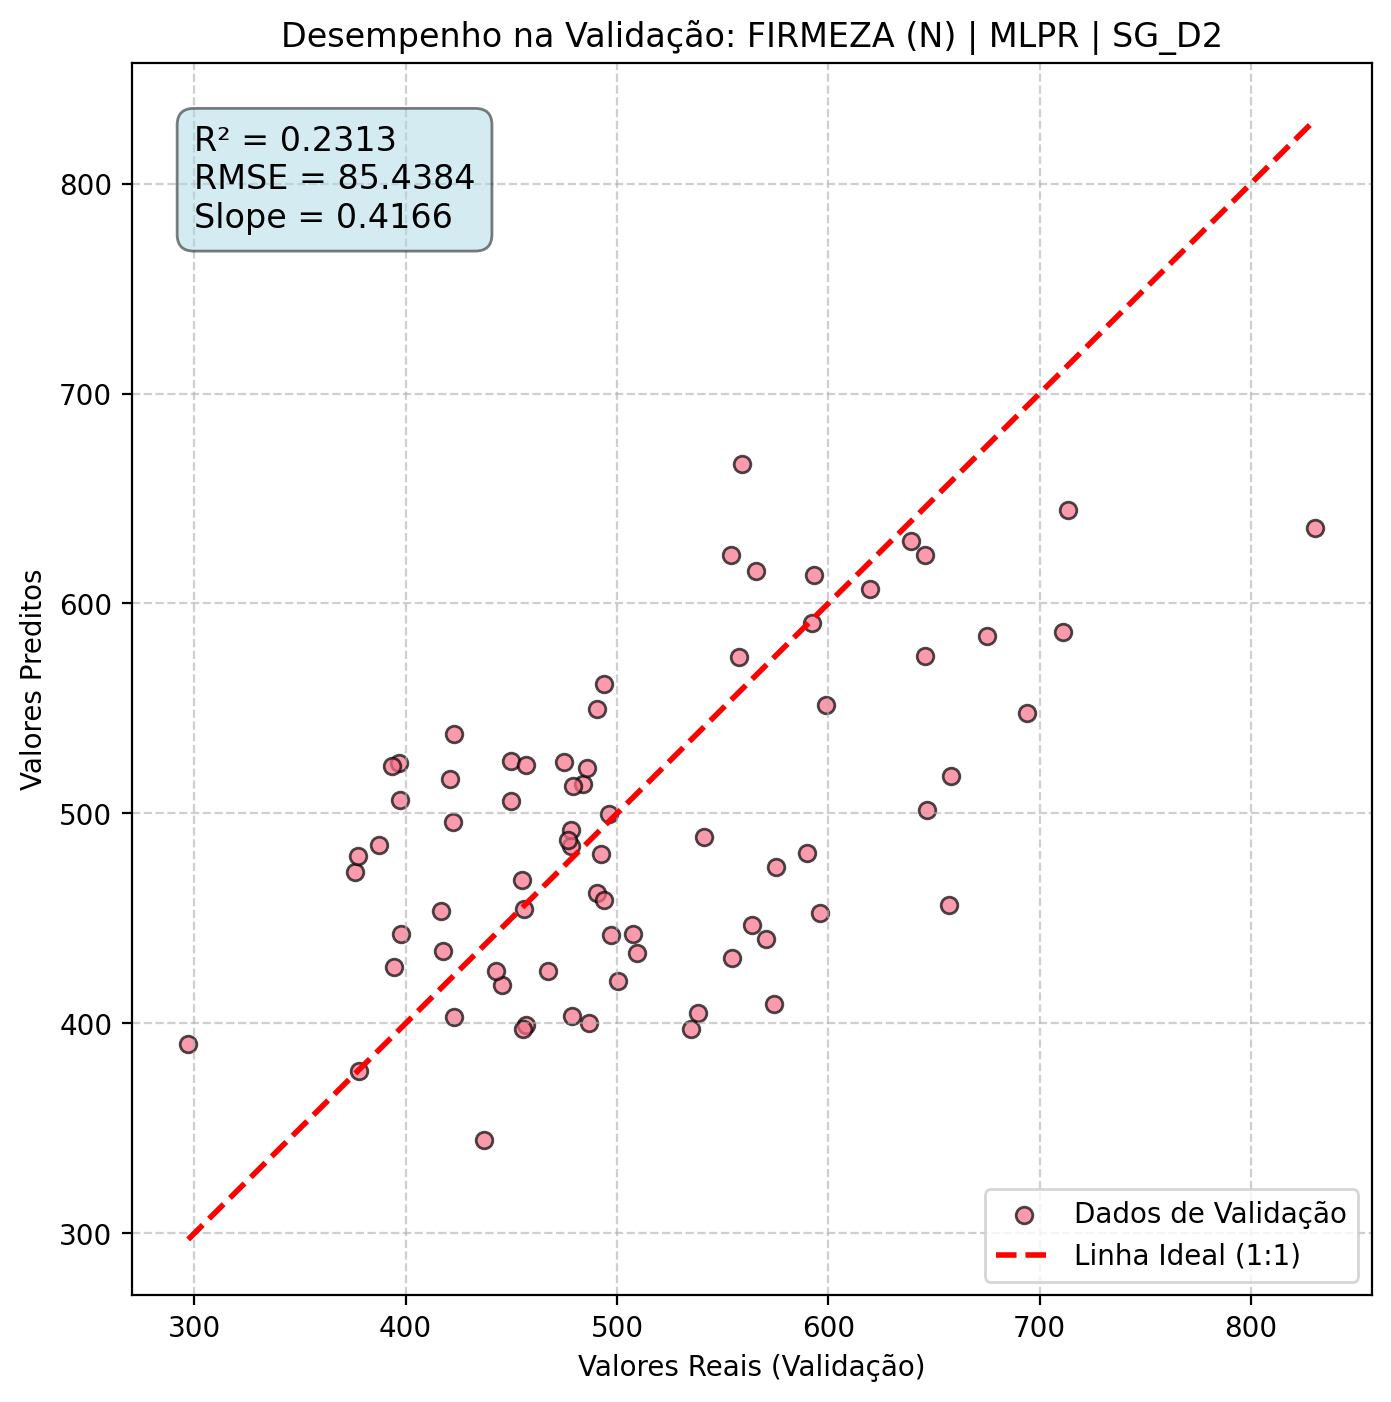 Desempenho na Validação: FIRMEZA (N) | MLPR | SG_D2
R² = 0.2313
RMSE = 85.4384
Slope = 0.4166
800
700
600
500
400
300
Valores Preditos
Dados de Validação
Linha Ideal (1:1)
300 400 500 600 700 800
Valores Reais (Validação)